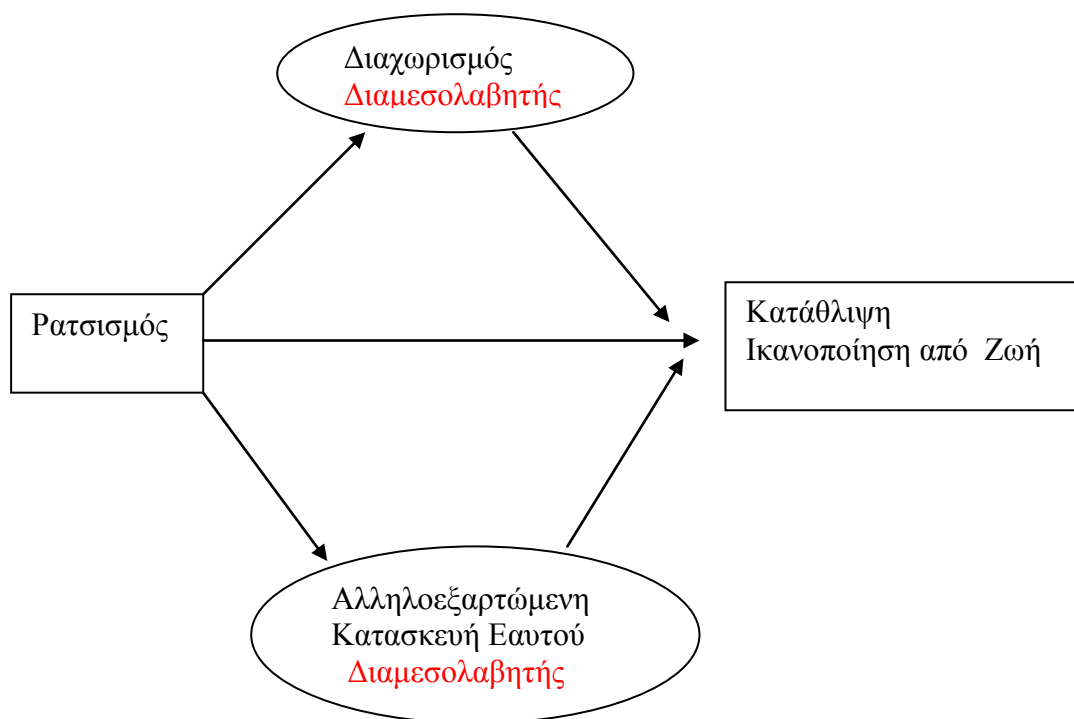 Διαχωρισμός
Διαμεσολαβητής
Ρατσισμός
Κατάθλιψη
Ικανοποίηση από Ζωή
Αλληλοεξαρτώμενη
Κατασκευή Εαυτού
Διαμεσολαβητής